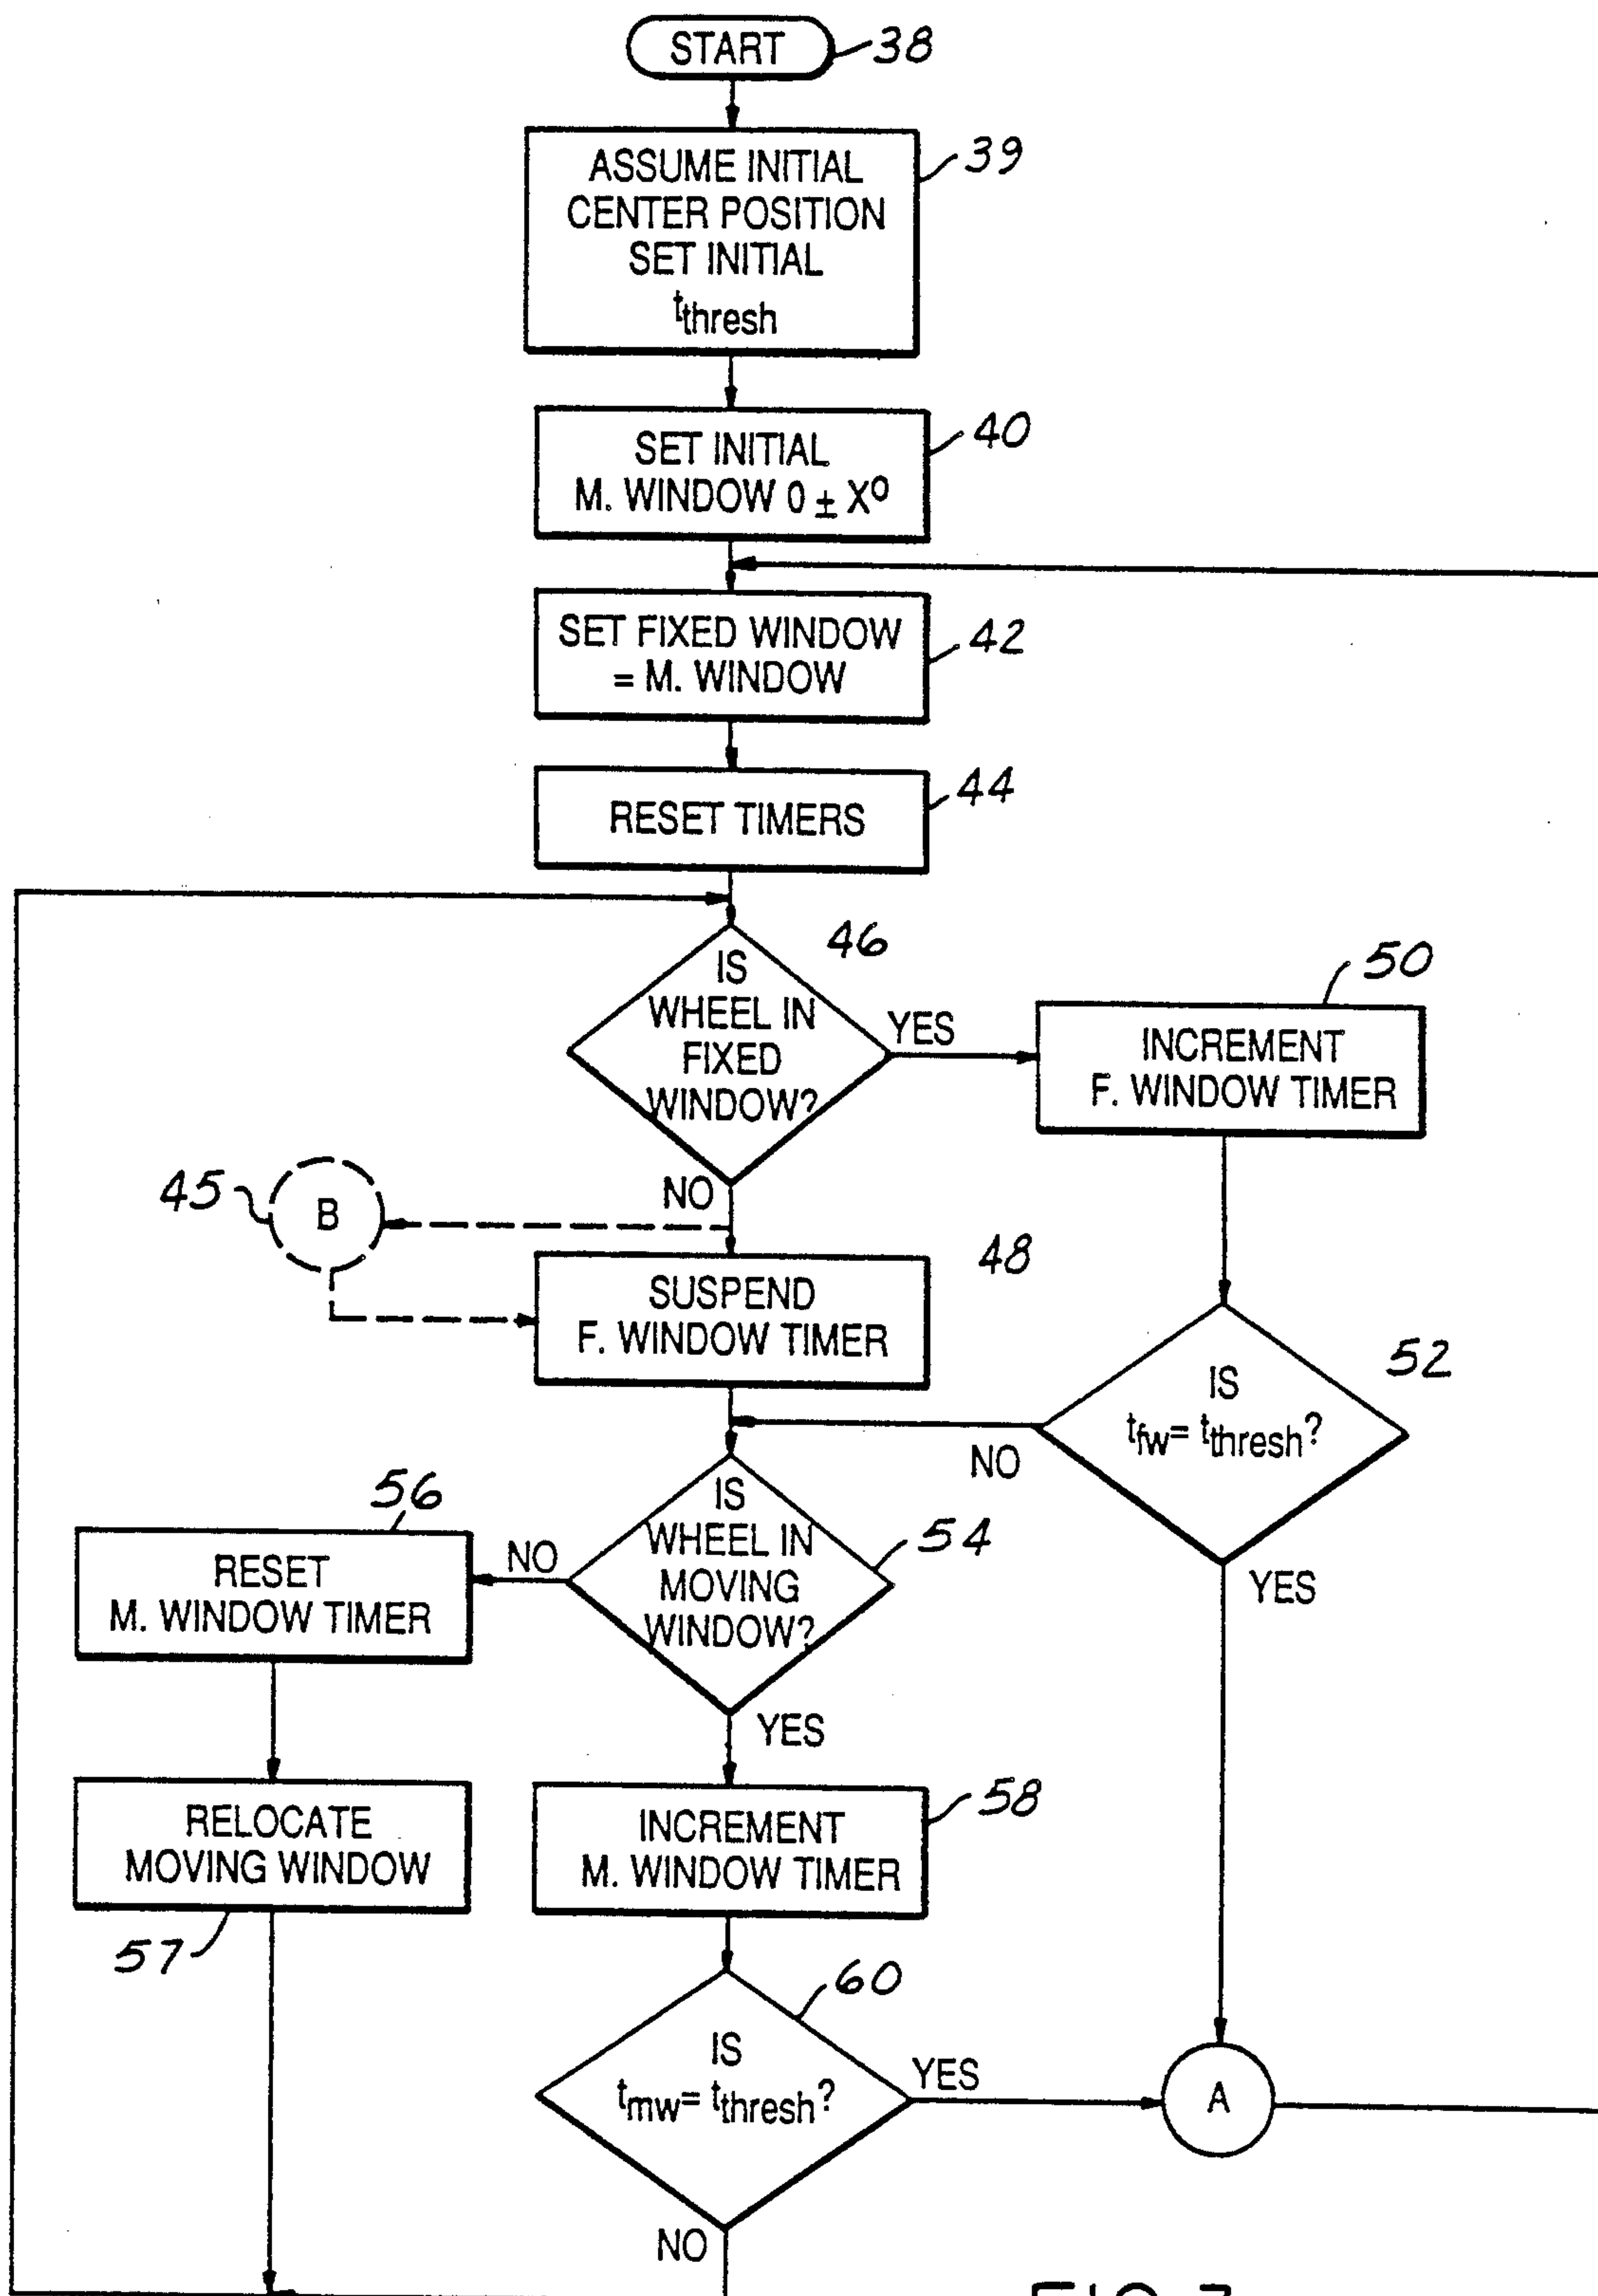 START
38
ASSUME INITIAL
CENTER POSITION
SET INITIAL
tthresh
39
SET INITIAL
M. WINDOW 0 ± Xº
40
SET FIXED WINDOW
= M. WINDOW
42
RESET TIMERS
44
IS
WHEEL IN
FIXED
WINDOW?
46
YES
NO
INCREMENT
F. WINDOW TIMER
50
45
B
SUSPEND
F. WINDOW TIMER
48
IS
tfw= tthresh?
52
NO
YES
IS
WHEEL IN
MOVING
WINDOW?
54
NO
YES
RESET
M. WINDOW TIMER
56
RELOCATE
MOVING WINDOW
57
INCREMENT
M. WINDOW TIMER
58
IS
tmw= tthresh?
60
YES
NO
A